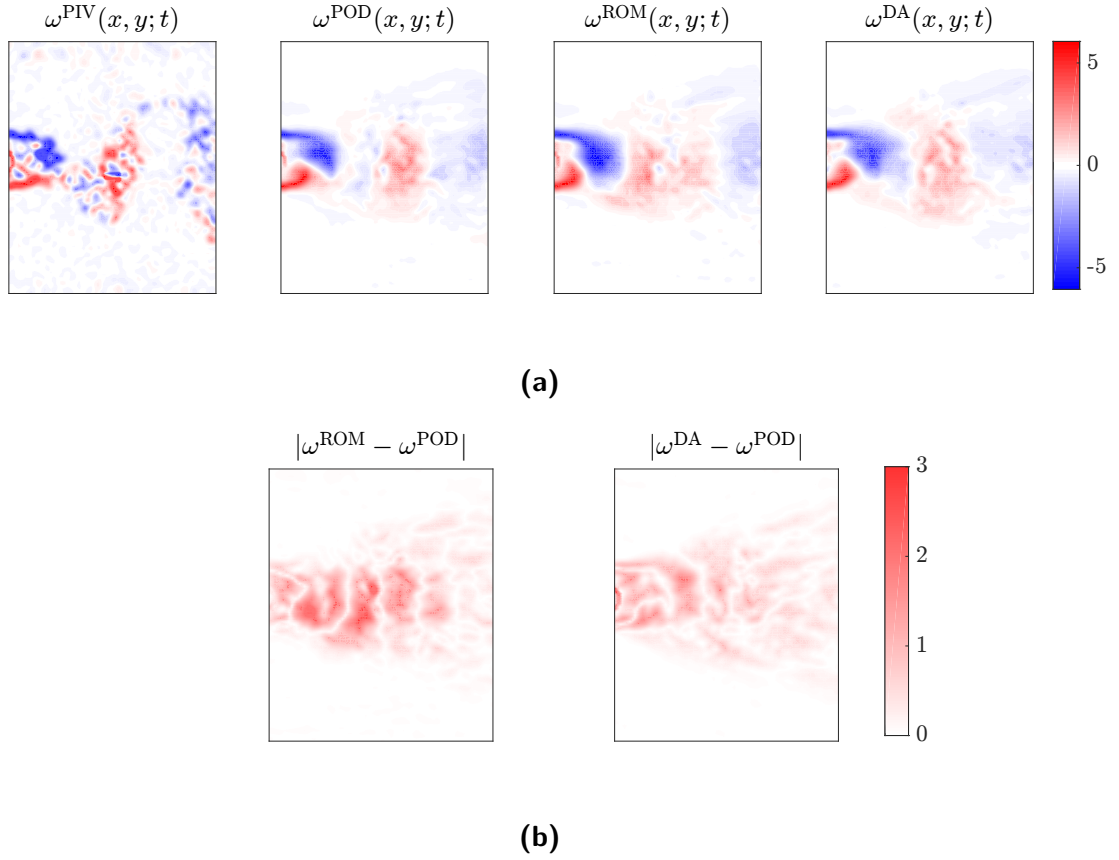 ω^PIV(x, y; t) ω^POD(x, y; t) ω^ROM(x, y; t) ω^DA(x, y; t)
5
0
-5
(a)
|ω^ROM − ω^POD| |ω^DA − ω^POD|
3
2
1
0
(b)